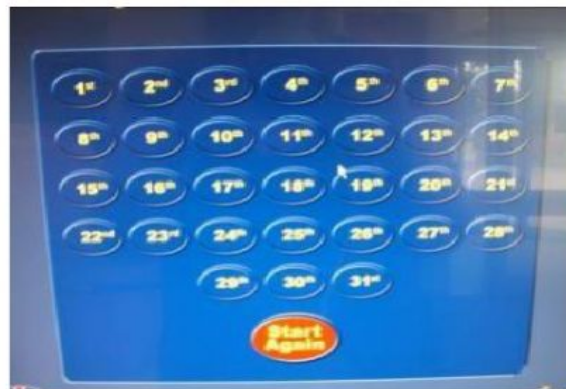 1st 2nd 3rd 4th 5th 6th 7th
8th 9th 10th 11th 12th 13th 14th
15th 16th 17th 18th 19th 20th 21st
22nd 23rd 24th 25th 26th 27th 28th
29th 30th 31st
Start
Again